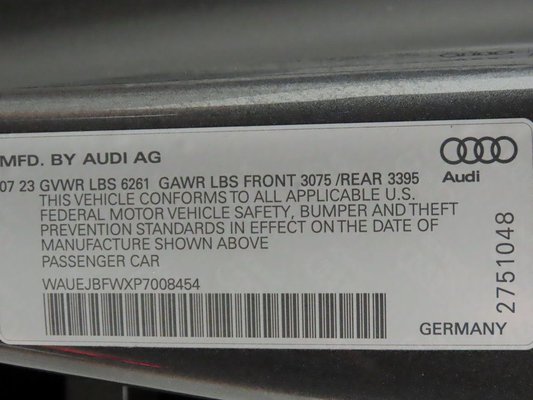 MFD. BY AUDI AG
Audi
07 23 GVWR LBS 6261 GAWR LBS FRONT 3075 /REAR 3395
THIS VEHICLE CONFORMS TO ALL APPLICABLE U.S.
FEDERAL MOTOR VEHICLE SAFETY, BUMPER AND THEFT
PREVENTION STANDARDS IN EFFECT ON THE DATE OF
MANUFACTURE SHOWN ABOVE
PASSENGER CAR
WAUEJBFWXP7008454
2751048
GERMANY